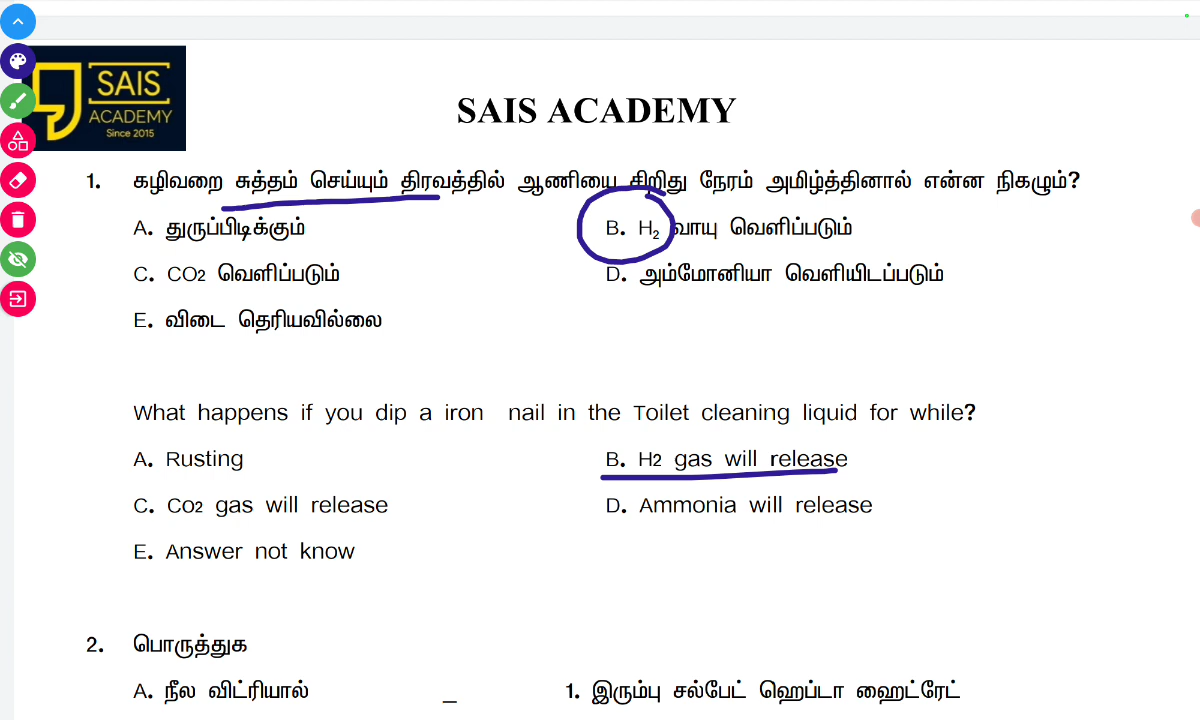 SAIS
ACADEMY
Since 2015
SAIS ACADEMY
1. கழிவறை சுத்தம் செய்யும் திரவத்தில் ஆணியை சிறிது நேரம் அமிழ்த்தினால் என்ன நிகழும்?
A. துருப்பிடிக்கும் B. H₂ வாயு வெளிப்படும்
C. CO2 வெளிப்படும் D. அம்மோனியா வெளியிடப்படும்
E. விடை தெரியவில்லை
What happens if you dip a iron nail in the Toilet cleaning liquid for while?
A. Rusting B. H2 gas will release
C. Co2 gas will release D. Ammonia will release
E. Answer not know
2. பொருத்துக
A. நீல விட்ரியால் _ 1. இரும்பு சல்பேட் ஹெப்டா ஹைட்ரேட்